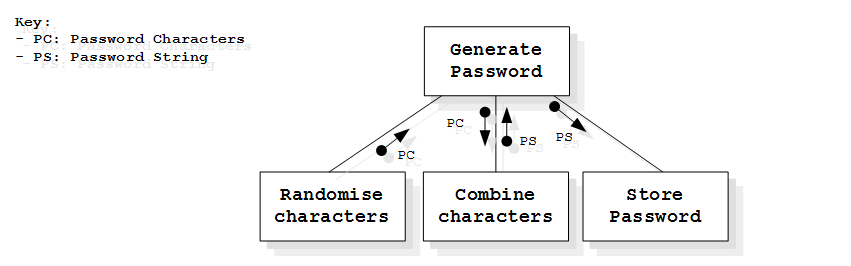 Key:
- PC: Password Characters
- PS: Password String
Generate
Password
PC
PS
PS
PC
Randomise
characters
Combine
characters
Store
Password